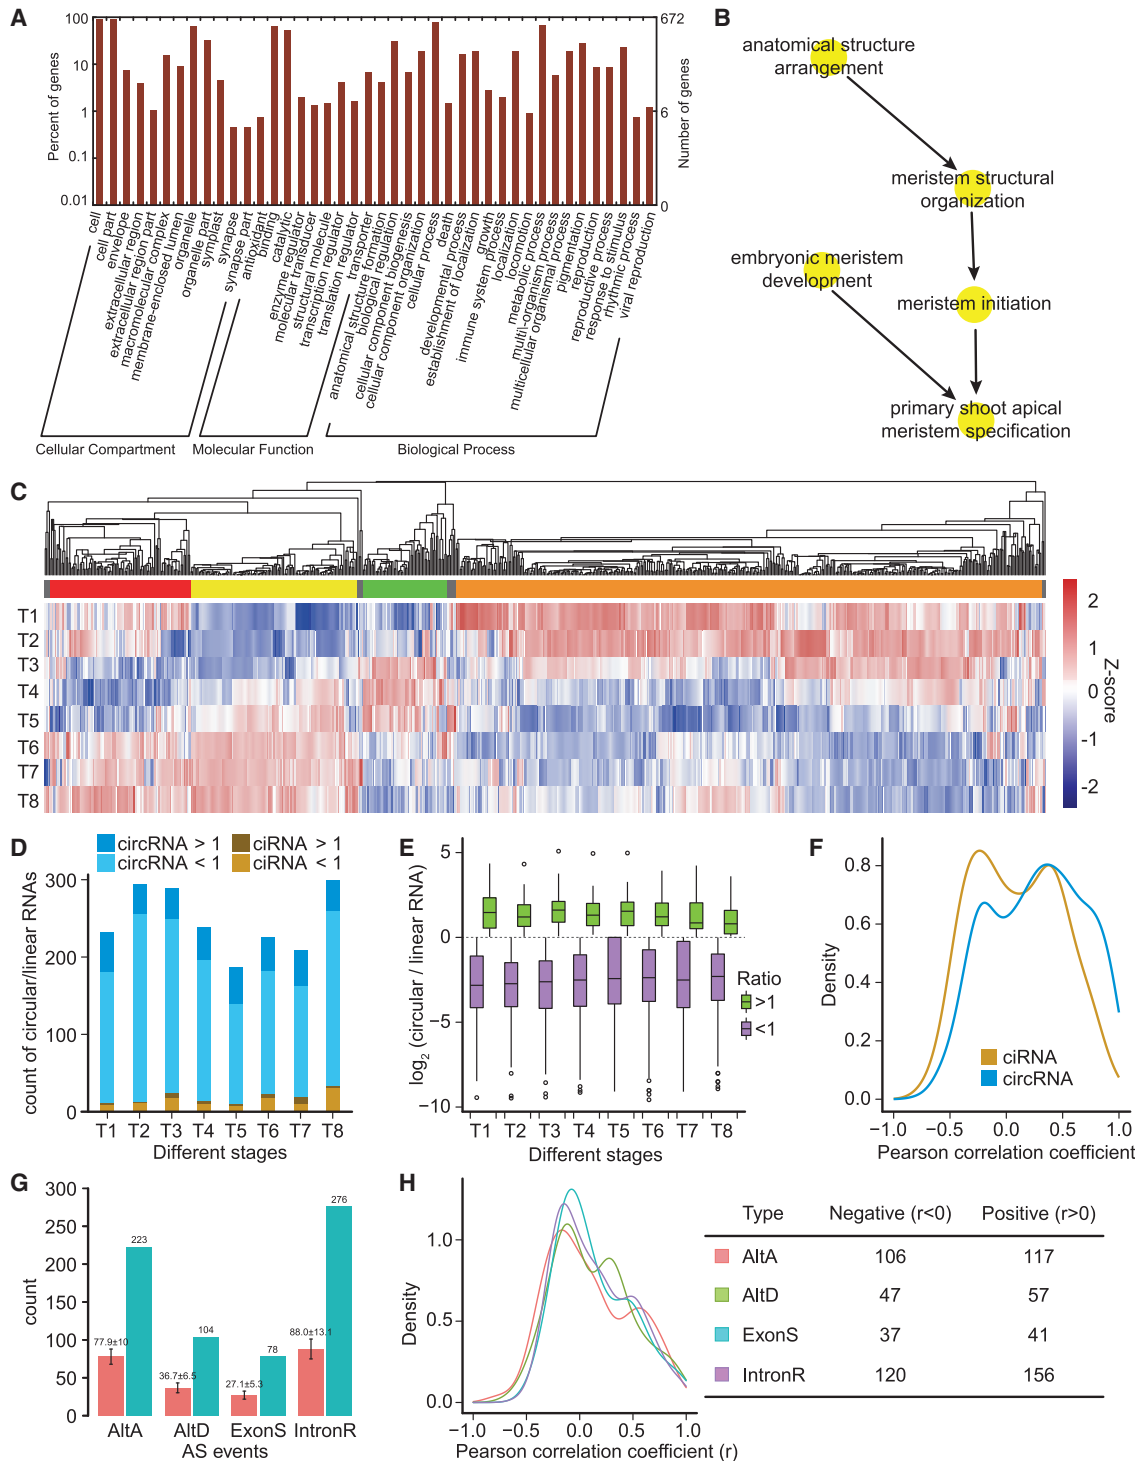 A
Percent of genes
100
10
1
0.1
0.01
672
6
0
Number of genes
cell
cell part
envelope
extracellular region
extracellular region part
macromolecular complex
membrane-enclosed lumen
organelle
organelle part
symplast
synapse
synapse part
antioxidant
binding
catalytic
enzyme regulator
molecular transducer
structural molecule
transcription regulator
translation regulator
transporter
anatomical structure formation
biological regulation
cellular component biogenesis
cellular component organization
cellular process
death
developmental process
establishment of localization
growth
immune system process
localization
locomotion
metabolic process
multi\-organism process
multicellular organismal process
pigmentation
reproduction
reproductive process
response to stimulus
rhythmic process
viral reproduction
Cellular Compartment
Molecular Function
Biological Process
B
anatomical structure
arrangement
meristem structural
organization
embryonic meristem
development
meristem initiation
primary shoot apical
meristem specification
C
T1
T2
T3
T4
T5
T6
T7
T8
2
1
0
-1
-2
Z-score
D
circRNA > 1
circRNA < 1
ciRNA > 1
ciRNA < 1
count of circular/linear RNAs
300
200
100
0
T1 T2 T3 T4 T5 T6 T7 T8
Different stages
E
log2 (circular / linear RNA)
5
0
−5
−10
Ratio
>1
<1
T1 T2 T3 T4 T5 T6 T7 T8
Different stages
F
Density
0.8
0.6
0.4
0.2
0.0
ciRNA
circRNA
−1.0 −0.5 0.0 0.5 1.0
Pearson correlation coefficient
G
count
300
250
200
150
100
50
0
77.9±10
223
36.7±6.5
104
27.1±5.3
78
88.0±13.1
276
AltA AltD ExonS IntronR
AS events
H
Density
1.0
0.5
0.0
−1.0 −0.5 0.0 0.5 1.0
Pearson correlation coefficient (r)
Type Negative (r<0) Positive (r>0)
AltA 106 117
AltD 47 57
ExonS 37 41
IntronR 120 156